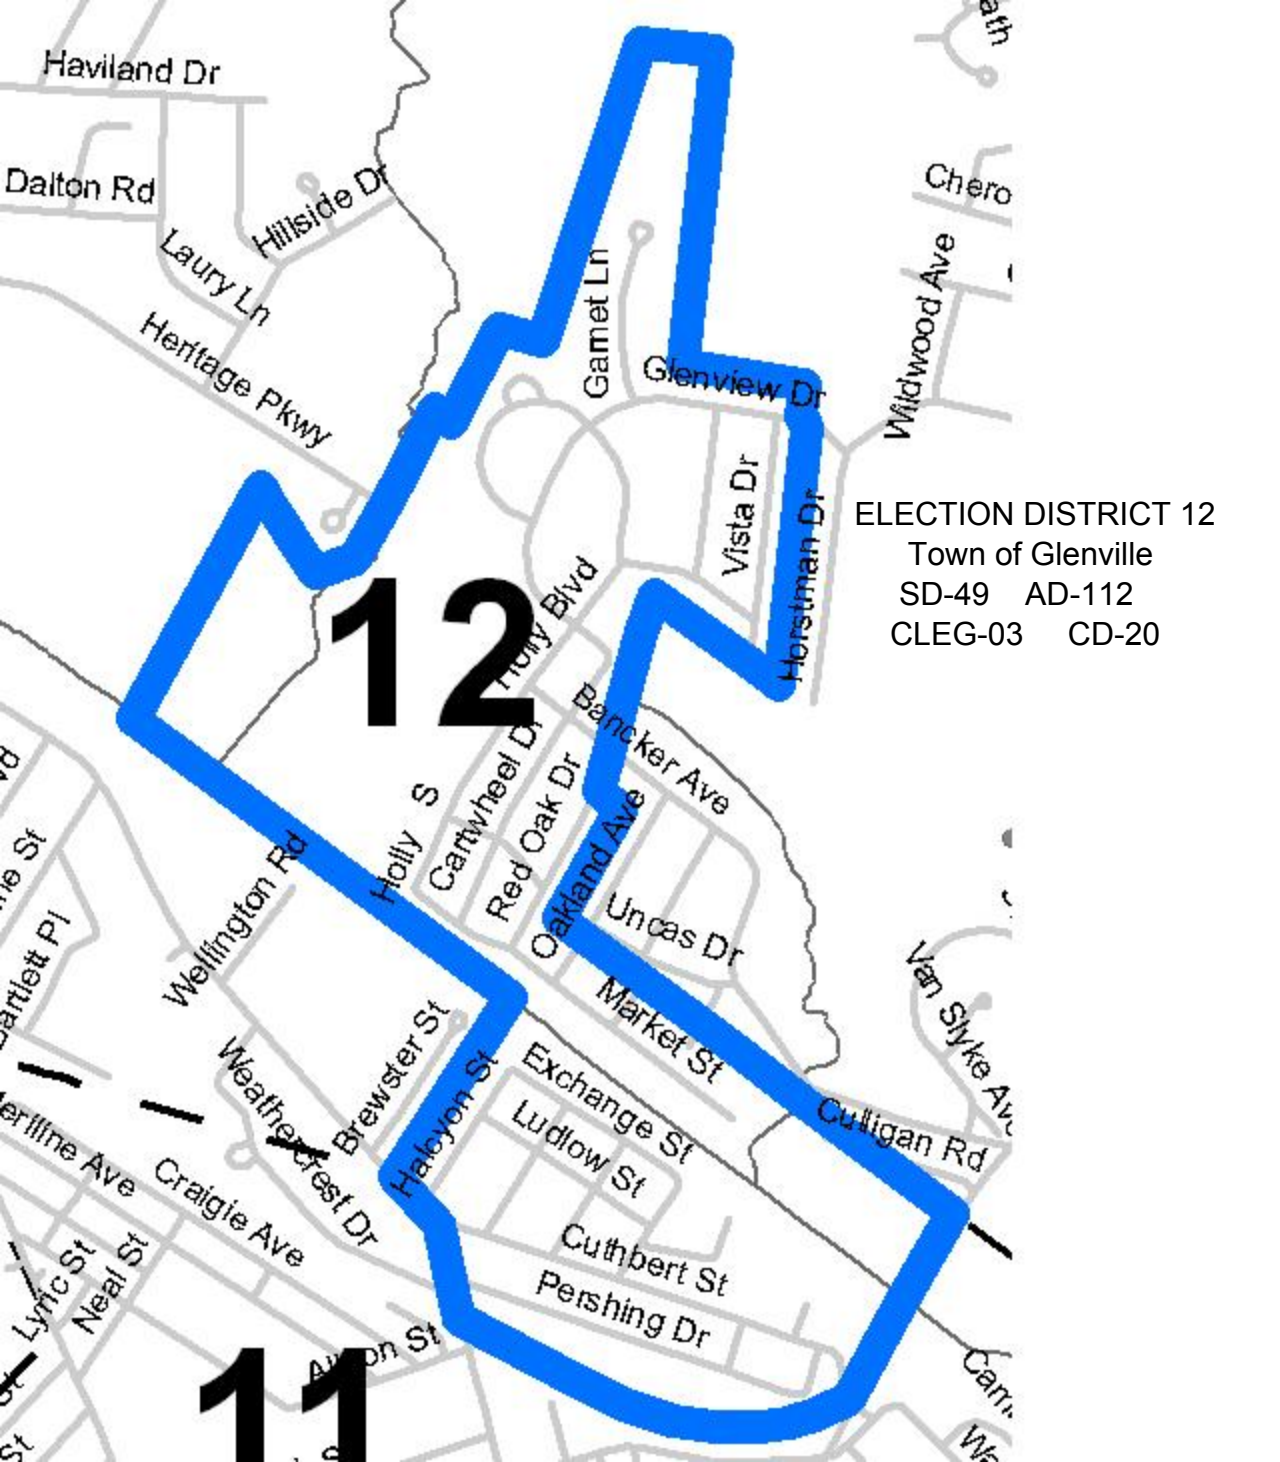 Haviland Dr
Dalton Rd
Hillside Dr
Laury Ln
Heritage Pkwy
Garnet Ln
Glenview Dr
Chero
Wildwood Ave
Vista Dr
Horstman Dr
ELECTION DISTRICT 12
Town of Glenville
SD-49 AD-112
CLEG-03 CD-20
12
Holly Blvd
Bancker Ave
Cartwheel Dr
Red Oak Dr
Holly S
Oakland Ave
Uncas Dr
Wellington Rd
Market St
Van Slyke Ave
Brewster St
Halcyon St
Exchange St
Ludlow St
Culligan Rd
Weathercrest Dr
Craigie Ave
Cuthbert St
Pershing Dr
Lyric St
Neal St
11